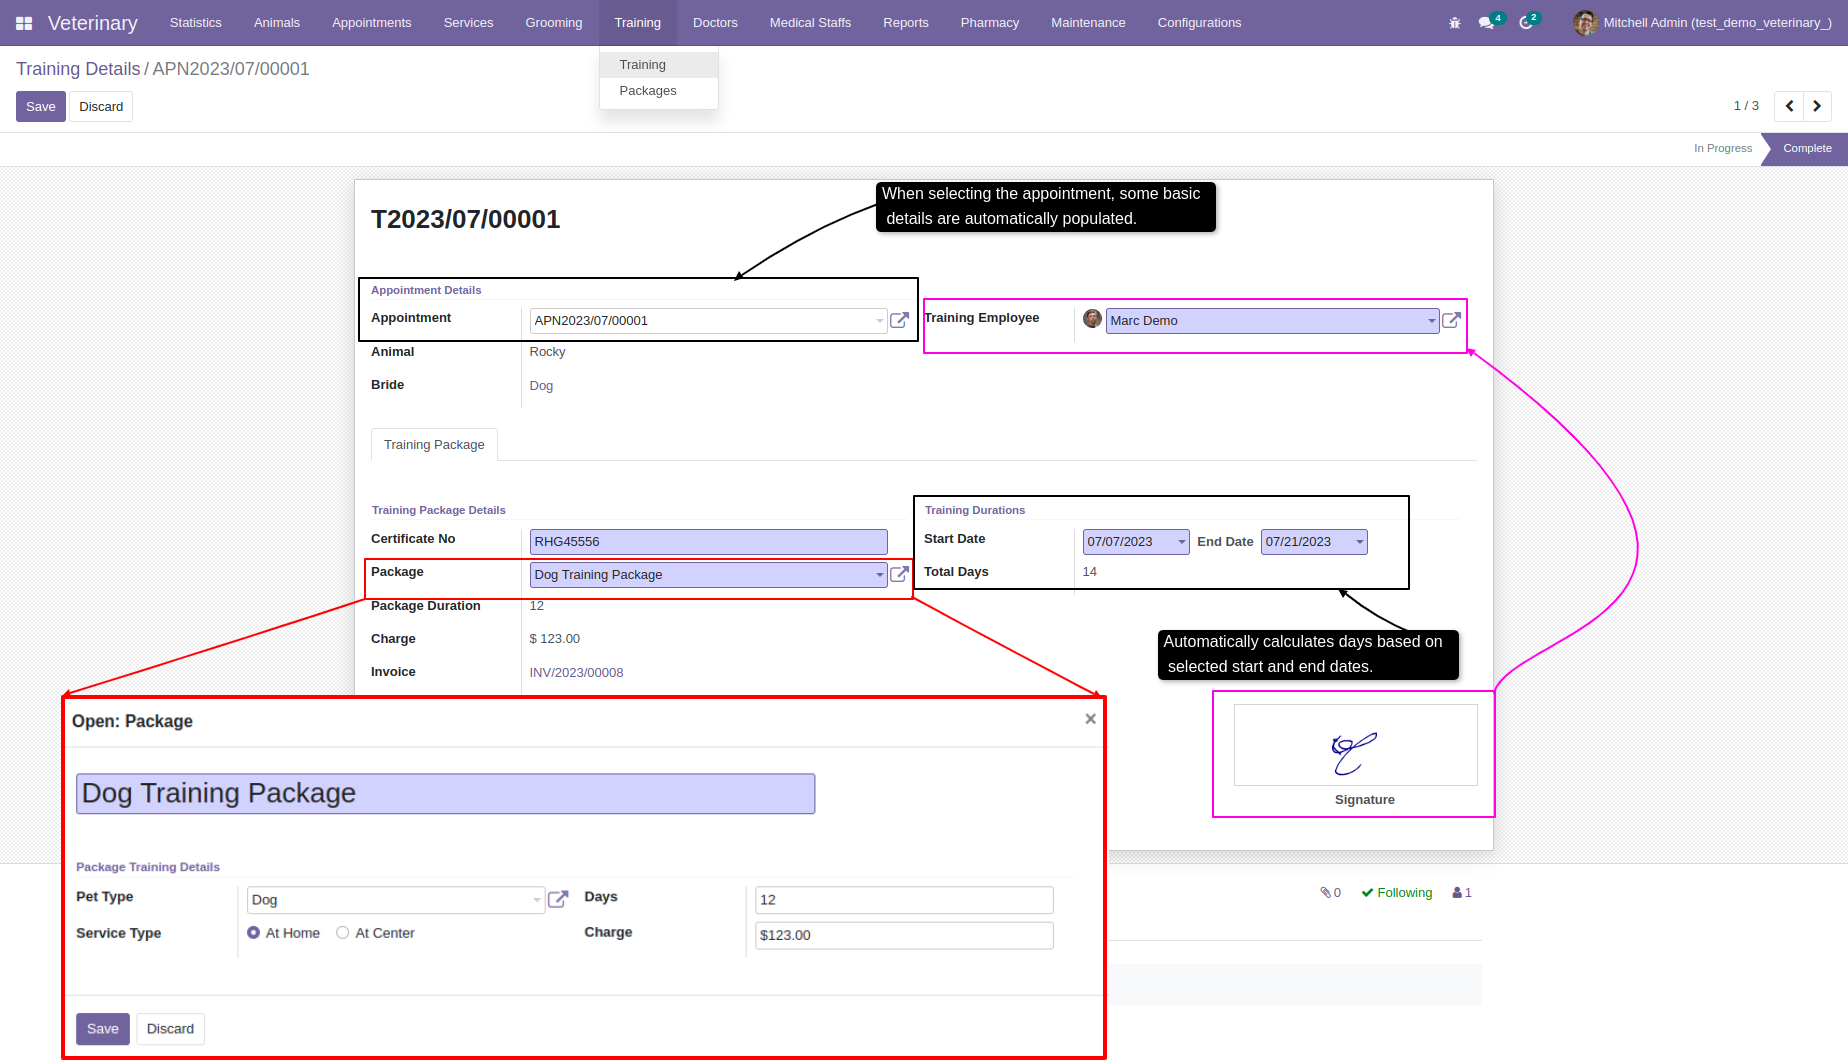 Veterinary Statistics Animals Appointments Services Grooming Training Doctors Medical Staffs Reports Pharmacy Maintenance Configurations 4 2 Mitchell Admin (test_demo_veterinary_)
Training Details / APN2023/07/00001
Training
Packages
Save Discard
1 / 3
In Progress Complete
When selecting the appointment, some basic
details are automatically populated.
T2023/07/00001
Appointment Details
Appointment APN2023/07/00001
Training Employee Marc Demo
Animal Rocky
Bride Dog
Training Package
Training Package Details
Training Durations
Certificate No RHG45556
Start Date 07/07/2023 End Date 07/21/2023
Package Dog Training Package
Total Days 14
Package Duration 12
Charge $ 123.00
Invoice INV/2023/00008
Automatically calculates days based on
selected start and end dates.
Signature
Open: Package ×
Dog Training Package
Package Training Details
Pet Type Dog
Days 12
Service Type At Home At Center
Charge $123.00
Save Discard
0 Following 1